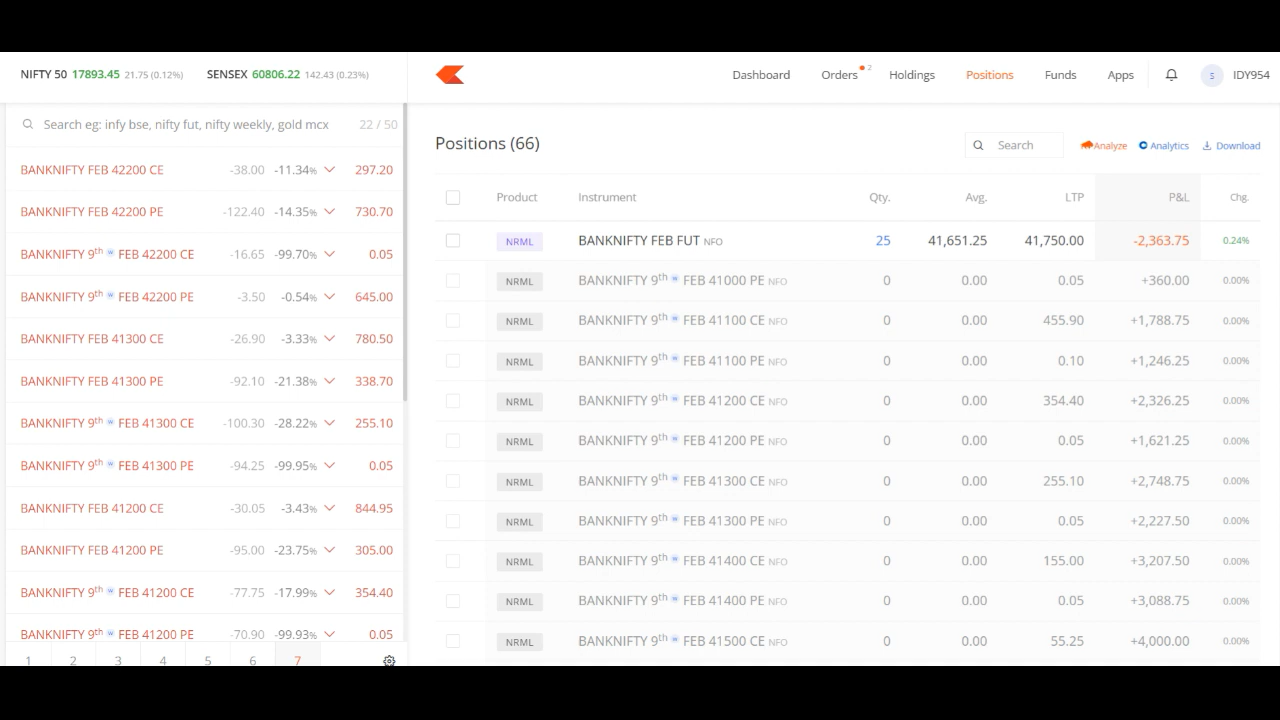 NIFTY 50 17893.45 21.75 (0.12%) SENSEX 60806.22 142.43 (0.23%)
Dashboard Orders 2 Holdings Positions Funds Apps S IDY954
Search eg: infy bse, nifty fut, nifty weekly, gold mcx 22 / 50
BANKNIFTY FEB 42200 CE -38.00 -11.34% 297.20
BANKNIFTY FEB 42200 PE -122.40 -14.35% 730.70
BANKNIFTY 9th W FEB 42200 CE -16.65 -99.70% 0.05
BANKNIFTY 9th W FEB 42200 PE -3.50 -0.54% 645.00
BANKNIFTY FEB 41300 CE -26.90 -3.33% 780.50
BANKNIFTY FEB 41300 PE -92.10 -21.38% 338.70
BANKNIFTY 9th W FEB 41300 CE -100.30 -28.22% 255.10
BANKNIFTY 9th W FEB 41300 PE -94.25 -99.95% 0.05
BANKNIFTY FEB 41200 CE -30.05 -3.43% 844.95
BANKNIFTY FEB 41200 PE -95.00 -23.75% 305.00
BANKNIFTY 9th W FEB 41200 CE -77.75 -17.99% 354.40
BANKNIFTY 9th W FEB 41200 PE -70.90 -99.93% 0.05
1 2 3 4 5 6 7
Positions (66) Search Analyze Analytics Download
Product Instrument Qty. Avg. LTP P&L Chg.
NRML BANKNIFTY FEB FUT NFO 25 41,651.25 41,750.00 -2,363.75 0.24%
NRML BANKNIFTY 9th W FEB 41000 PE NFO 0 0.00 0.05 +360.00 0.00%
NRML BANKNIFTY 9th W FEB 41100 CE NFO 0 0.00 455.90 +1,788.75 0.00%
NRML BANKNIFTY 9th W FEB 41100 PE NFO 0 0.00 0.10 +1,246.25 0.00%
NRML BANKNIFTY 9th W FEB 41200 CE NFO 0 0.00 354.40 +2,326.25 0.00%
NRML BANKNIFTY 9th W FEB 41200 PE NFO 0 0.00 0.05 +1,621.25 0.00%
NRML BANKNIFTY 9th W FEB 41300 CE NFO 0 0.00 255.10 +2,748.75 0.00%
NRML BANKNIFTY 9th W FEB 41300 PE NFO 0 0.00 0.05 +2,227.50 0.00%
NRML BANKNIFTY 9th W FEB 41400 CE NFO 0 0.00 155.00 +3,207.50 0.00%
NRML BANKNIFTY 9th W FEB 41400 PE NFO 0 0.00 0.05 +3,088.75 0.00%
NRML BANKNIFTY 9th W FEB 41500 CE NFO 0 0.00 55.25 +4,000.00 0.00%